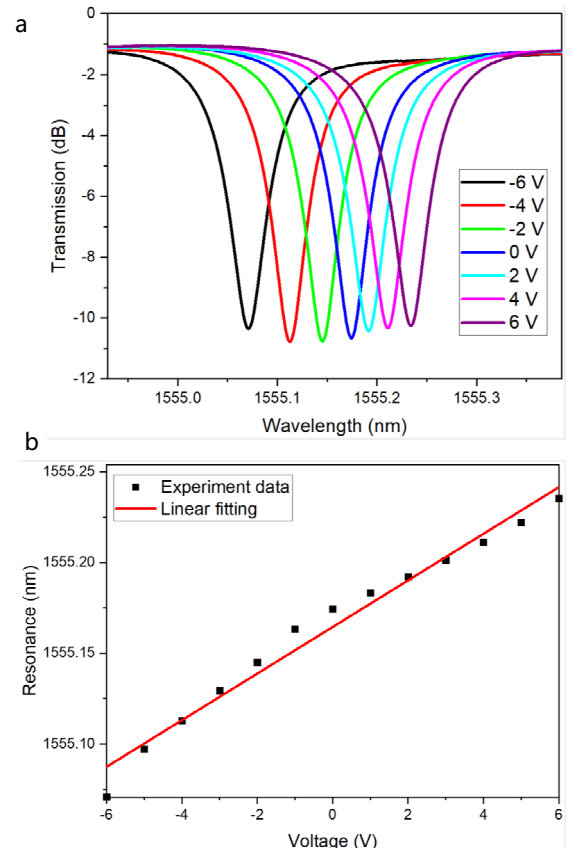 a
0
-2
-4
-6
-8
-10
-12
Transmission (dB)
-6 V
-4 V
-2 V
0 V
2 V
4 V
6 V
1555.0 1555.1 1555.2 1555.3
Wavelength (nm)
b
1555.25
1555.20
1555.15
1555.10
Resonance (nm)
Experiment data
Linear fitting
-6 -4 -2 0 2 4 6
Voltage (V)